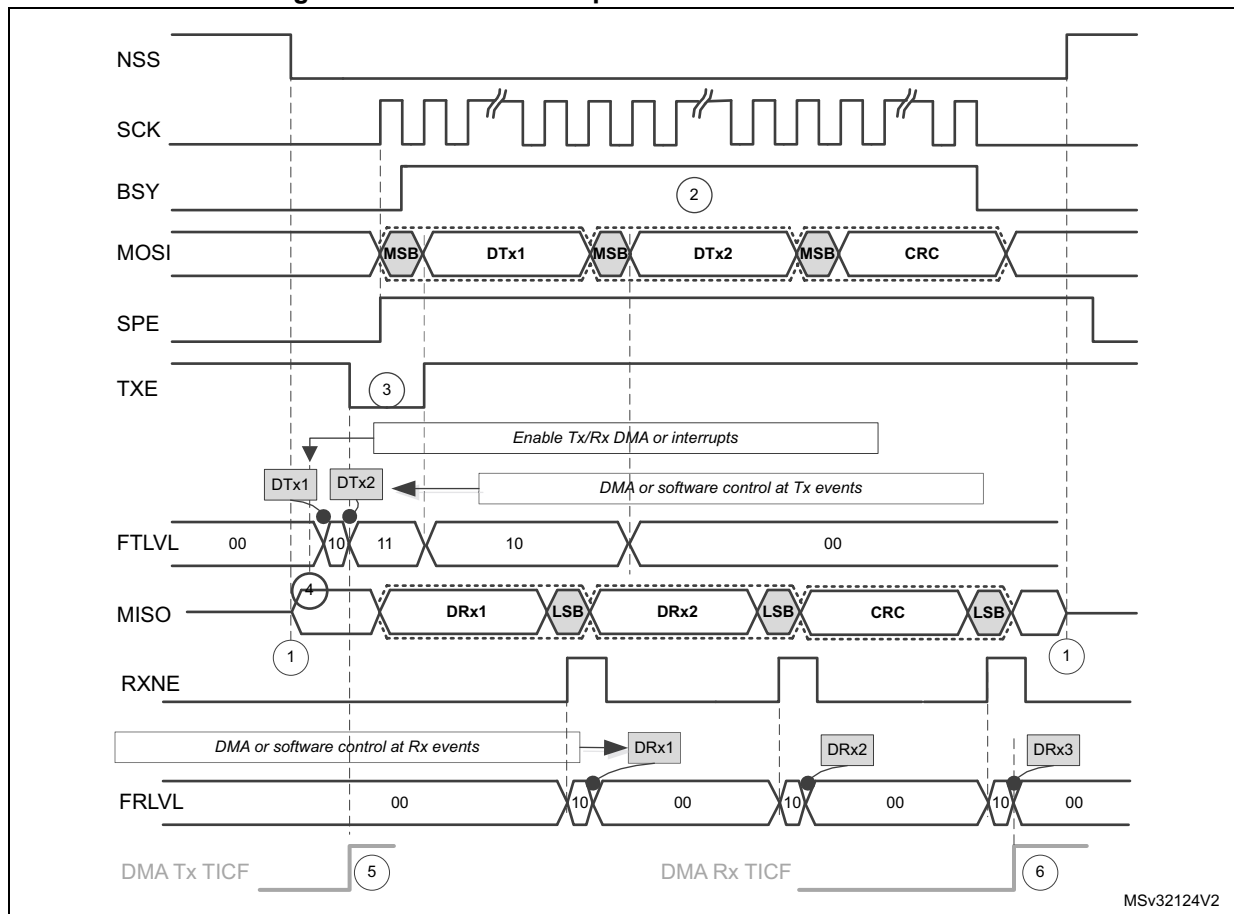 NSS
SCK
BSY
2
MOSI
MSB DTx1 MSB DTx2 MSB CRC
SPE
TXE
3
Enable Tx/Rx DMA or interrupts
DTx1 DTx2 DMA or software control at Tx events
FTLVL 00 10 11 10 00
4
MISO DRx1 LSB DRx2 LSB CRC LSB
1 1
RXNE
DMA or software control at Rx events DRx1 DRx2 DRx3
FRLVL 00 10 00 10 00 10 00
DMA Tx TICF 5 DMA Rx TICF 6
MSv32124V2